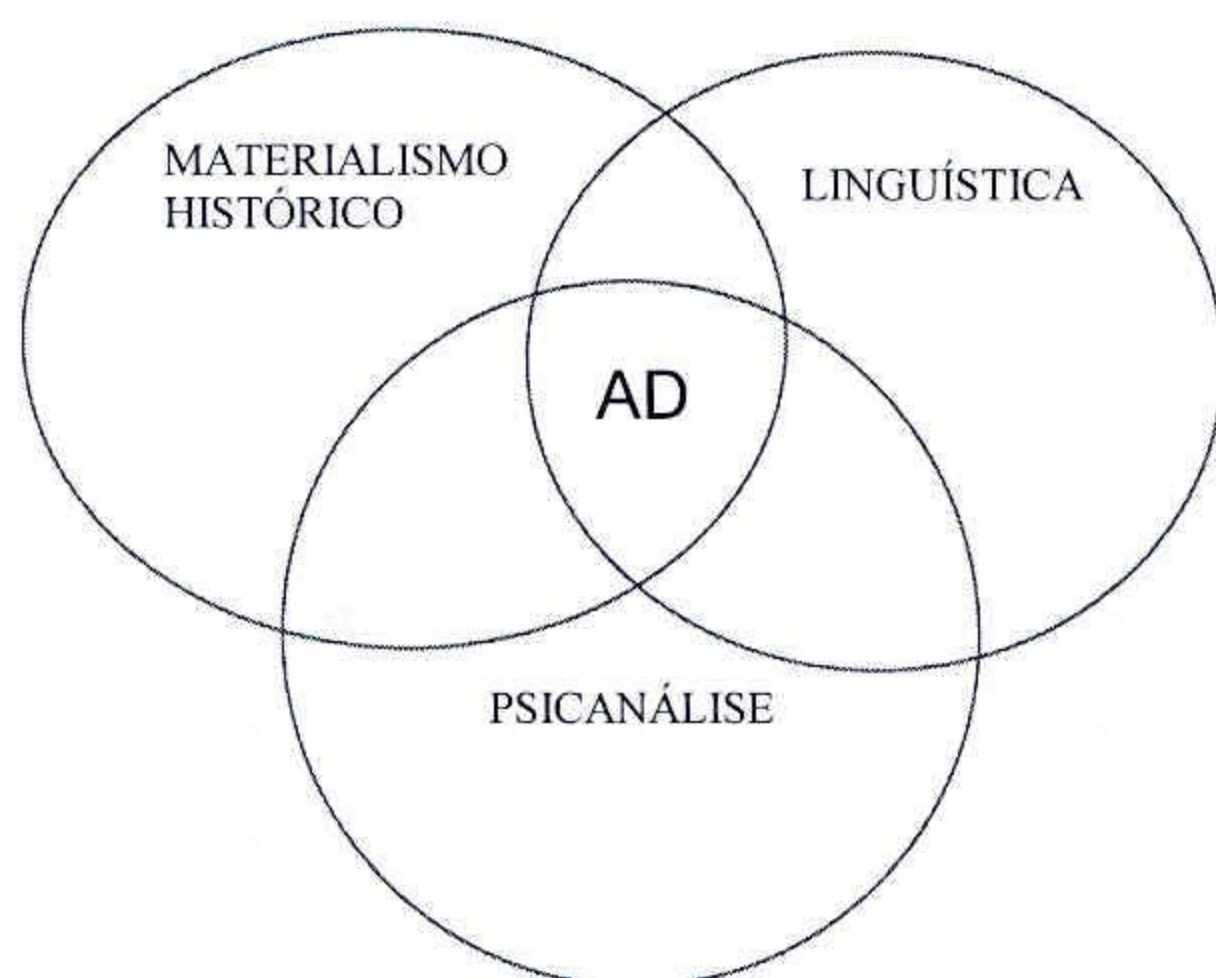 MATERIALISMO
HISTÓRICO
LINGUÍSTICA
AD
PSICANÁLISE